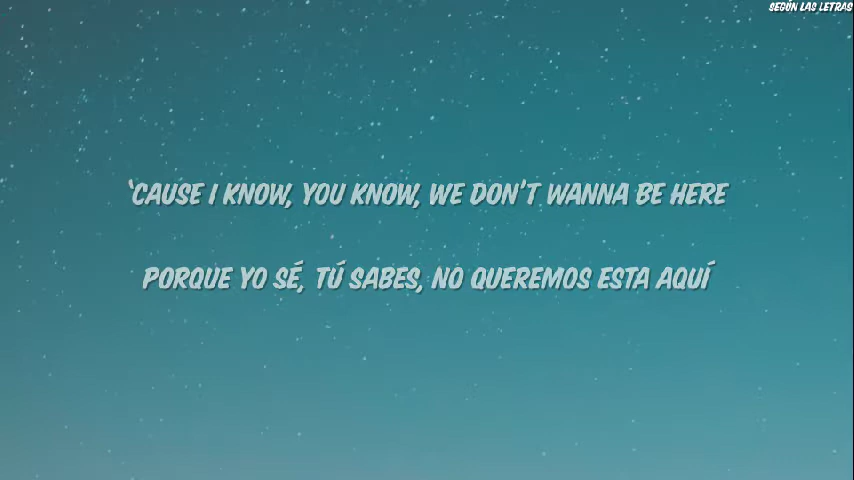 SEGÚN LAS LETRAS
‘CAUSE I KNOW, YOU KNOW, WE DON'T WANNA BE HERE
PORQUE YO SÉ, TÚ SABES, NO QUEREMOS ESTA AQUÍ